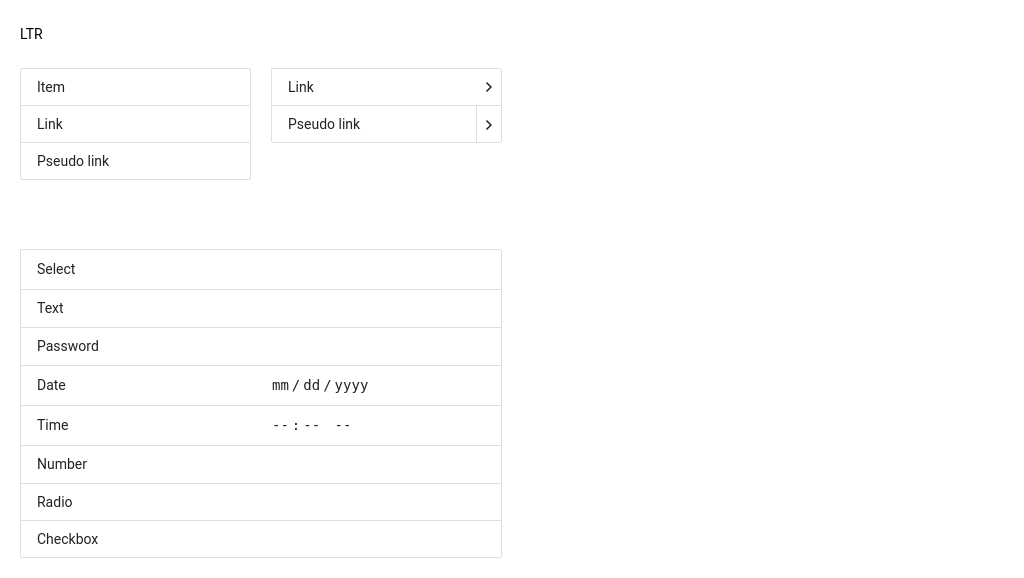 LTR
Item
Link
Pseudo link
Link
Pseudo link
Select
Text
Password
Date mm/dd/yyyy
Time --:-- --
Number
Radio
Checkbox